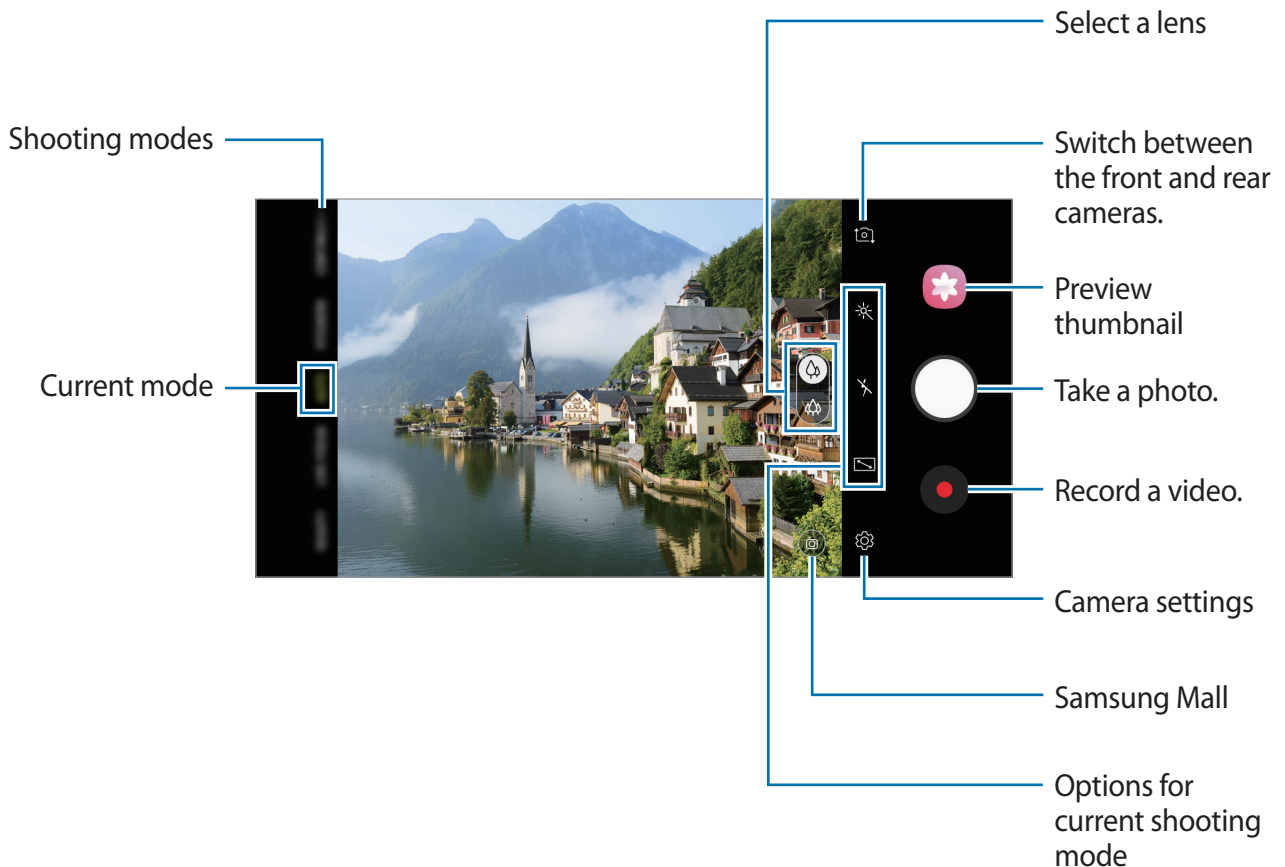 Select a lens
Shooting modes
Switch between
the front and rear
cameras.
Preview
thumbnail
Current mode
Take a photo.
Record a video.
Camera settings
Samsung Mall
Options for
current shooting
mode